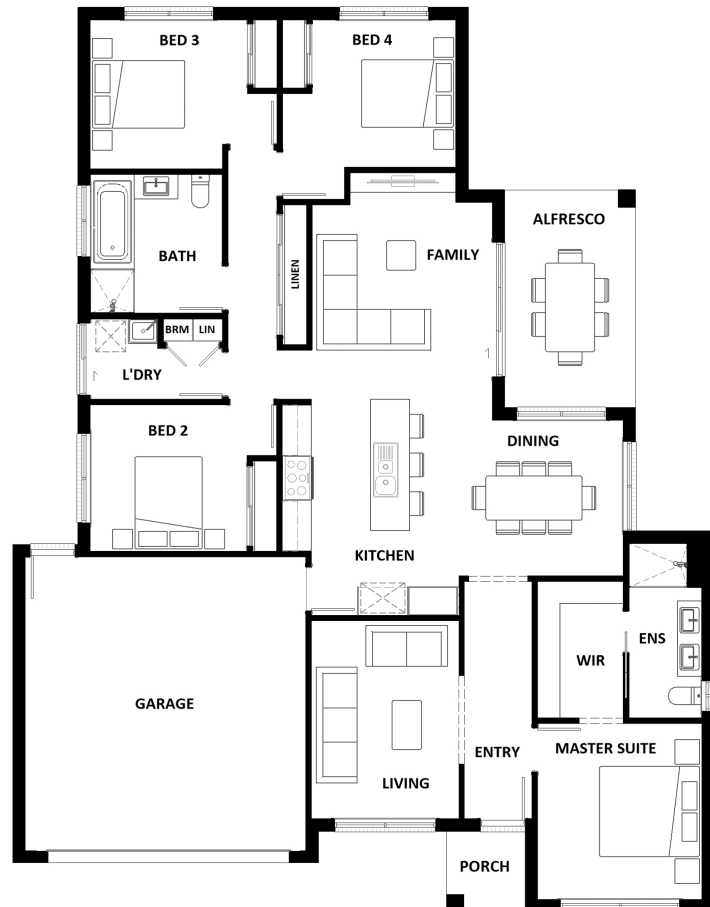 BED 3
BED 4
ALFRESCO
BATH
FAMILY
LINEN
BRM
LIN
L'DRY
BED 2
DINING
KITCHEN
ENS
WIR
GARAGE
ENTRY
MASTER SUITE
LIVING
PORCH